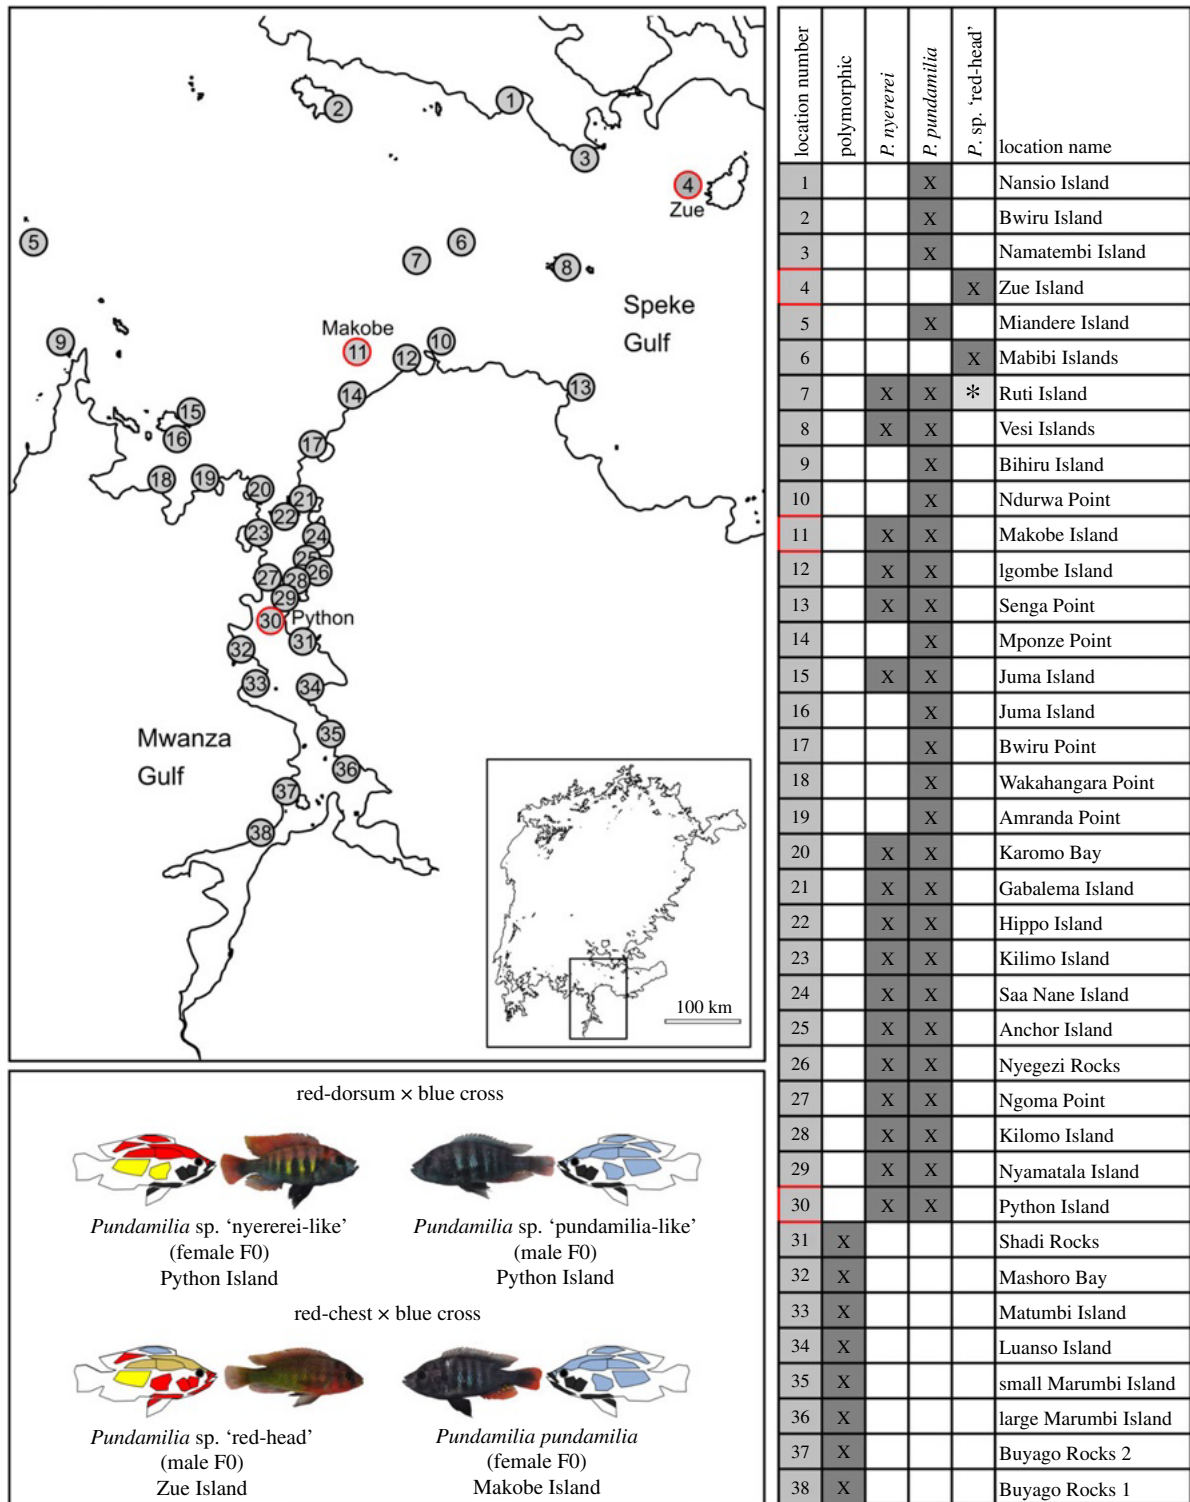 1
2
3
4
Zue
5
6
7
8
Speke
Gulf
Makobe
9
10
11
12
13
14
15
16
17
18
19
20
21
22
23
24
25
26
27
28
29
30
Python
31
32
33
34
35
36
37
38
Mwanza
Gulf
100 km
red-dorsum × blue cross
Pundamilia sp. ‘nyererei-like’
(female F0)
Python Island
Pundamilia sp. ‘pundamilia-like’
(male F0)
Python Island
red-chest × blue cross
Pundamilia sp. ‘red-head’
(male F0)
Zue Island
Pundamilia pundamilia
(female F0)
Makobe Island
location number polymorphic P. nyererei P. pundamilia P. sp. ‘red-head’ location name
1 X Nansio Island
2 X Bwiru Island
3 X Namatembi Island
4 X Zue Island
5 X Miandere Island
6 X Mabibi Islands
7 X X * Ruti Island
8 X X Vesi Islands
9 X Bihiru Island
10 X Ndurwa Point
11 X X Makobe Island
12 X X lgombe Island
13 X X Senga Point
14 X Mponze Point
15 X X Juma Island
16 X Juma Island
17 X Bwiru Point
18 X Wakahangara Point
19 X Amranda Point
20 X X Karomo Bay
21 X X Gabalema Island
22 X X Hippo Island
23 X X Kilimo Island
24 X X Saa Nane Island
25 X X Anchor Island
26 X X Nyegezi Rocks
27 X X Ngoma Point
28 X X Kilomo Island
29 X X Nyamatala Island
30 X X Python Island
31 X Shadi Rocks
32 X Mashoro Bay
33 X Matumbi Island
34 X Luanso Island
35 X small Marumbi Island
36 X large Marumbi Island
37 X Buyago Rocks 2
38 X Buyago Rocks 1